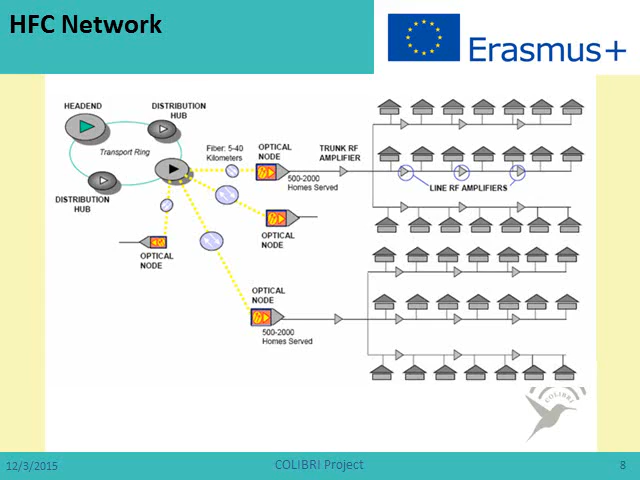 HFC Network
Erasmus+
HEADEND
DISTRIBUTION
HUB
Transport Ring
DISTRIBUTION
HUB
Fiber: 5-40
Kilometers
OPTICAL
NODE
500-2000
Homes Served
TRUNK RF
AMPLIFIER
LINE RF AMPLIFIERS
OPTICAL
NODE
OPTICAL
NODE
OPTICAL
NODE
500-2000
Homes Served
COLIBRI
12/3/2015
COLIBRI Project
8